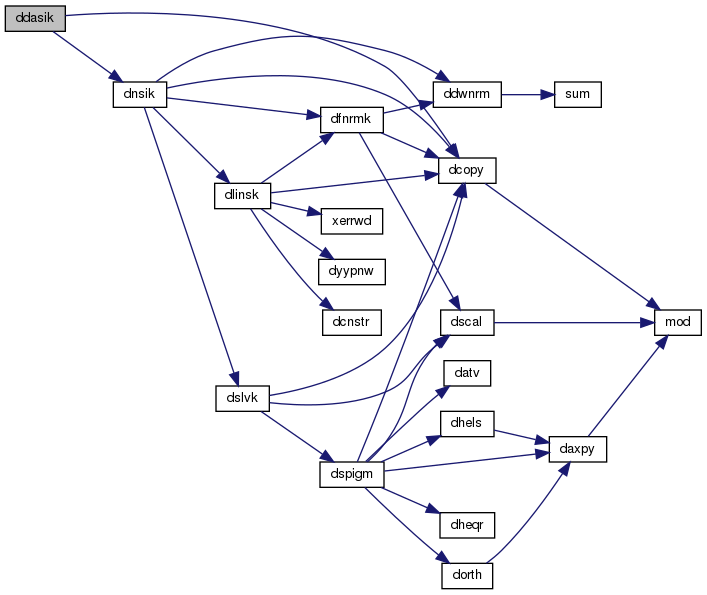 ddasik
dnsik
ddwnrm
sum
dfnrmk
dcopy
dlinsk
xerrwd
dyypnw
dcnstr
dscal
mod
datv
dslvk
dhels
daxpy
dspigm
dheqr
dorth